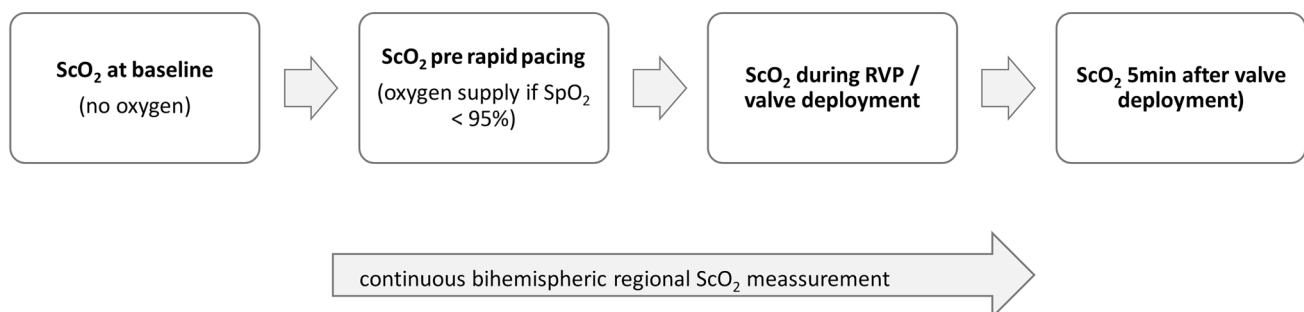 ScO₂ at baseline
(no oxygen)
ScO₂ pre rapid pacing
(oxygen supply if SpO₂
< 95%)
ScO₂ during RVP /
valve deployment
ScO₂ 5min after valve
deployment)
continuous bihemispheric regional ScO₂ meassurement